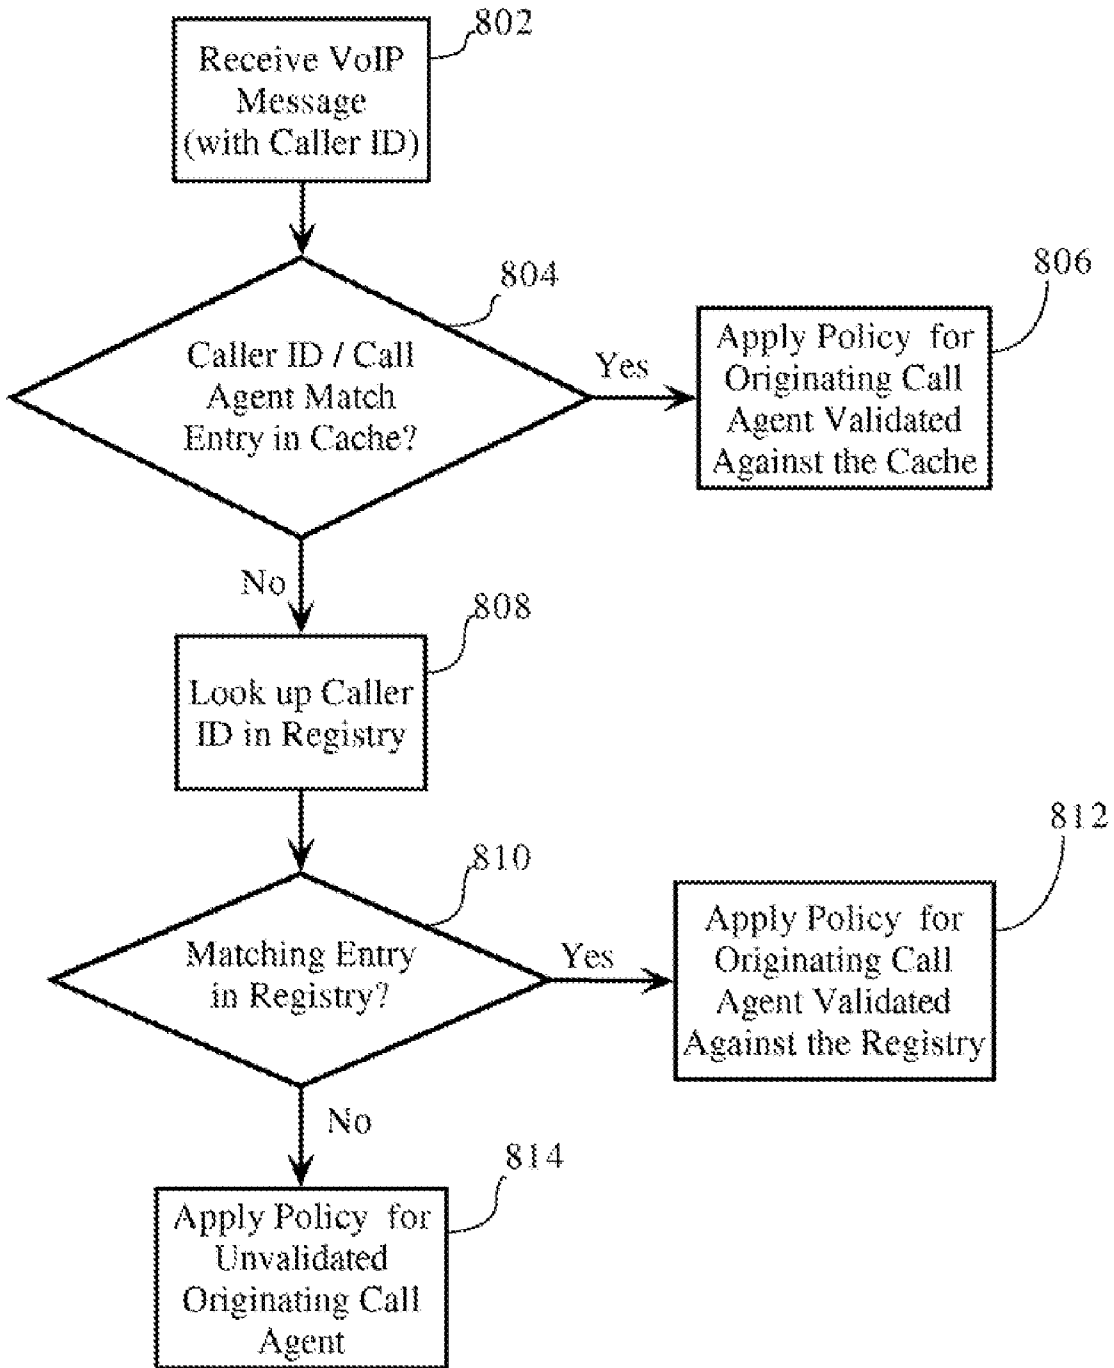 802
Receive VoIP
Message
(with Caller ID)
804
Caller ID / Call
Agent Match
Entry in Cache?
Yes
806
Apply Policy for
Originating Call
Agent Validated
Against the Cache
No
808
Look up Caller
ID in Registry
810
Matching Entry
in Registry?
Yes
812
Apply Policy for
Originating Call
Agent Validated
Against the Registry
No
814
Apply Policy for
Unvalidated
Originating Call
Agent